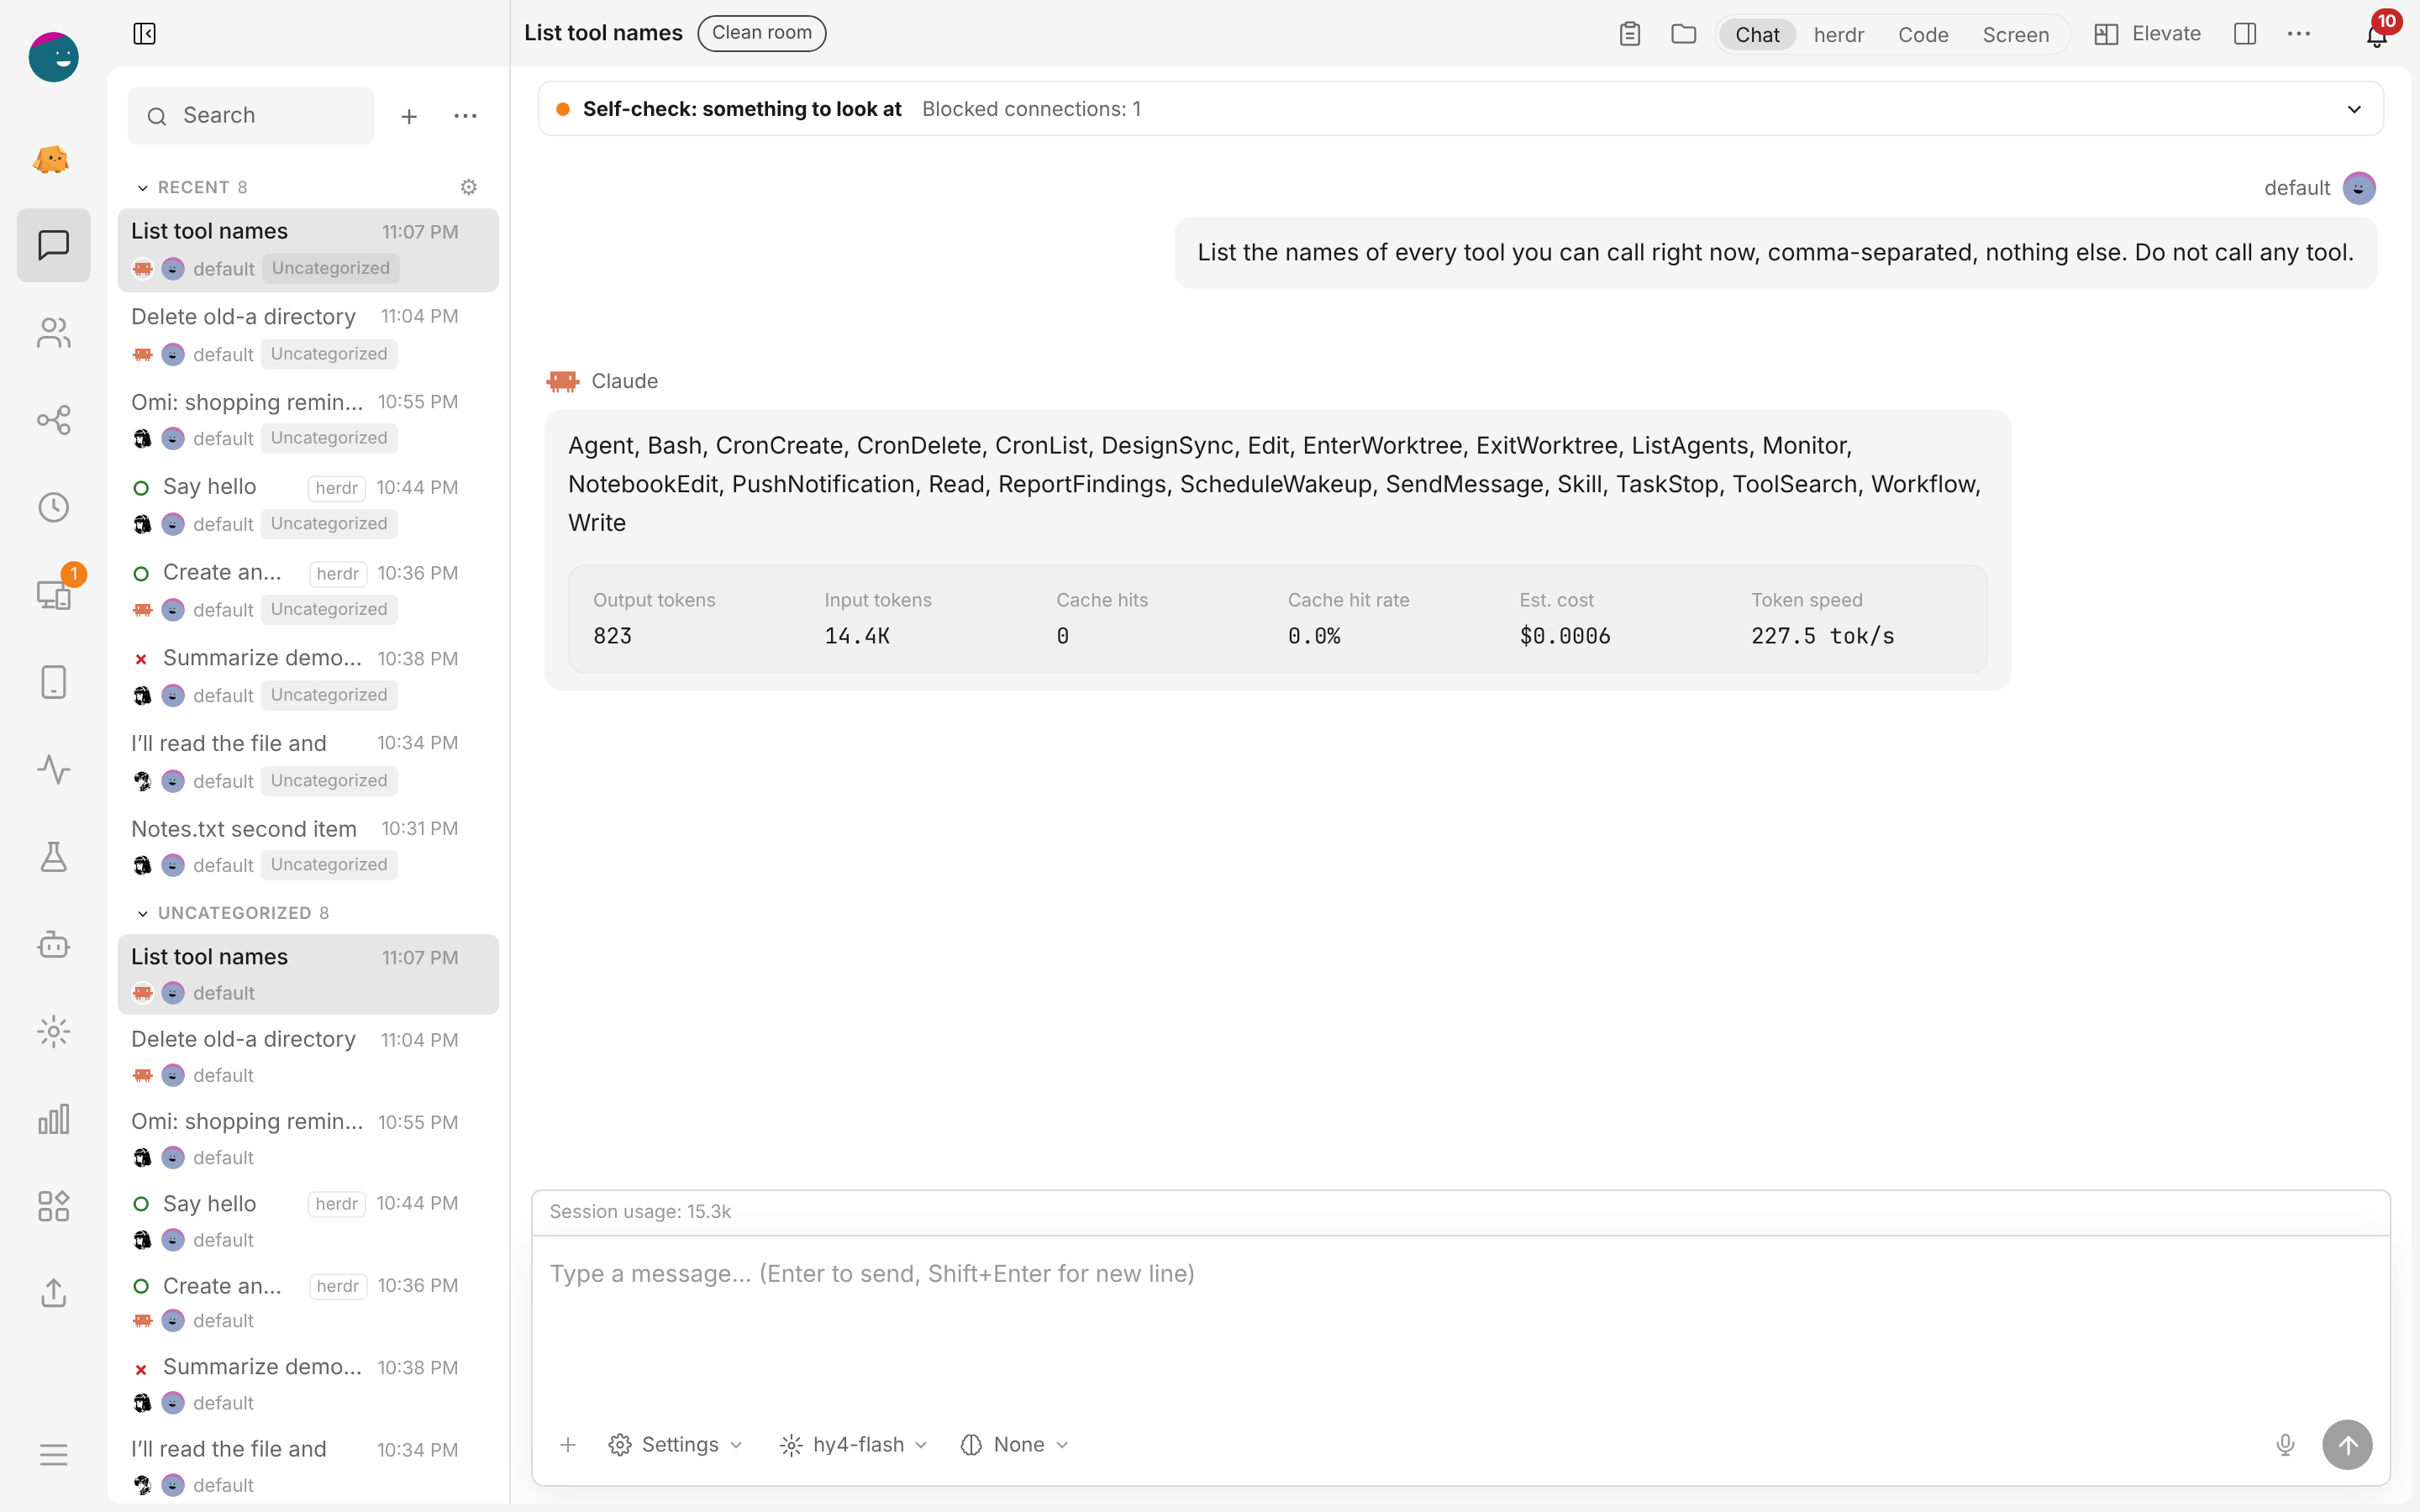 List tool names
Clean room
Chat
herdr
Code
Screen
Elevate
10
Search
RECENT 8
List tool names 11:07 PM
default Uncategorized
Delete old-a directory 11:04 PM
default Uncategorized
Omi: shopping remin... 10:55 PM
default Uncategorized
Say hello herdr 10:44 PM
default Uncategorized
1
Create an... herdr 10:36 PM
default Uncategorized
Summarize demo... 10:38 PM
default Uncategorized
I’ll read the file and 10:34 PM
default Uncategorized
Notes.txt second item 10:31 PM
default Uncategorized
UNCATEGORIZED 8
List tool names 11:07 PM
default
Delete old-a directory 11:04 PM
default
Omi: shopping remin... 10:55 PM
default
Say hello herdr 10:44 PM
default
Create an... herdr 10:36 PM
default
Summarize demo... 10:38 PM
default
I’ll read the file and 10:34 PM
default
Self-check: something to look at Blocked connections: 1
default
List the names of every tool you can call right now, comma-separated, nothing else. Do not call any tool.
Claude
Agent, Bash, CronCreate, CronDelete, CronList, DesignSync, Edit, EnterWorktree, ExitWorktree, ListAgents, Monitor,
NotebookEdit, PushNotification, Read, ReportFindings, ScheduleWakeup, SendMessage, Skill, TaskStop, ToolSearch, Workflow,
Write
Output tokens Input tokens Cache hits Cache hit rate Est. cost Token speed
823 14.4K 0 0.0% $0.0006 227.5 tok/s
Session usage: 15.3k
Type a message... (Enter to send, Shift+Enter for new line)
Settings hy4-flash None